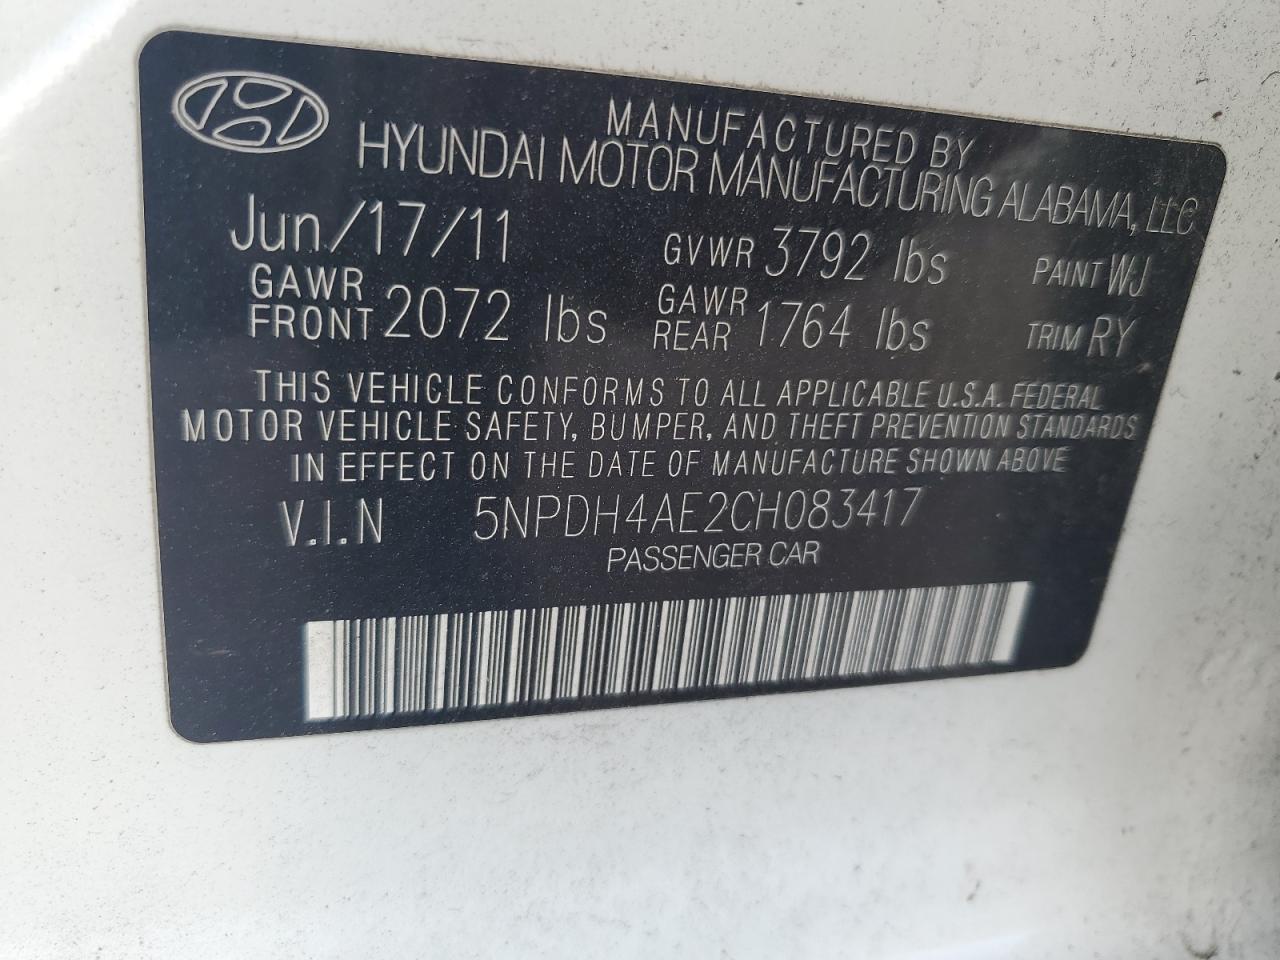 MANUFACTURED BY
HYUNDAI MOTOR MANUFACTURING ALABAMA, LLC
Jun/17/11 GVWR 3792 lbs PAINT WJ
GAWR FRONT 2072 lbs GAWR REAR 1764 lbs TRIM RY
THIS VEHICLE CONFORMS TO ALL APPLICABLE U.S.A. FEDERAL
MOTOR VEHICLE SAFETY, BUMPER, AND THEFT PREVENTION STANDARDS
IN EFFECT ON THE DATE OF MANUFACTURE SHOWN ABOVE
V.I.N 5NPDH4AE2CH083417
PASSENGER CAR